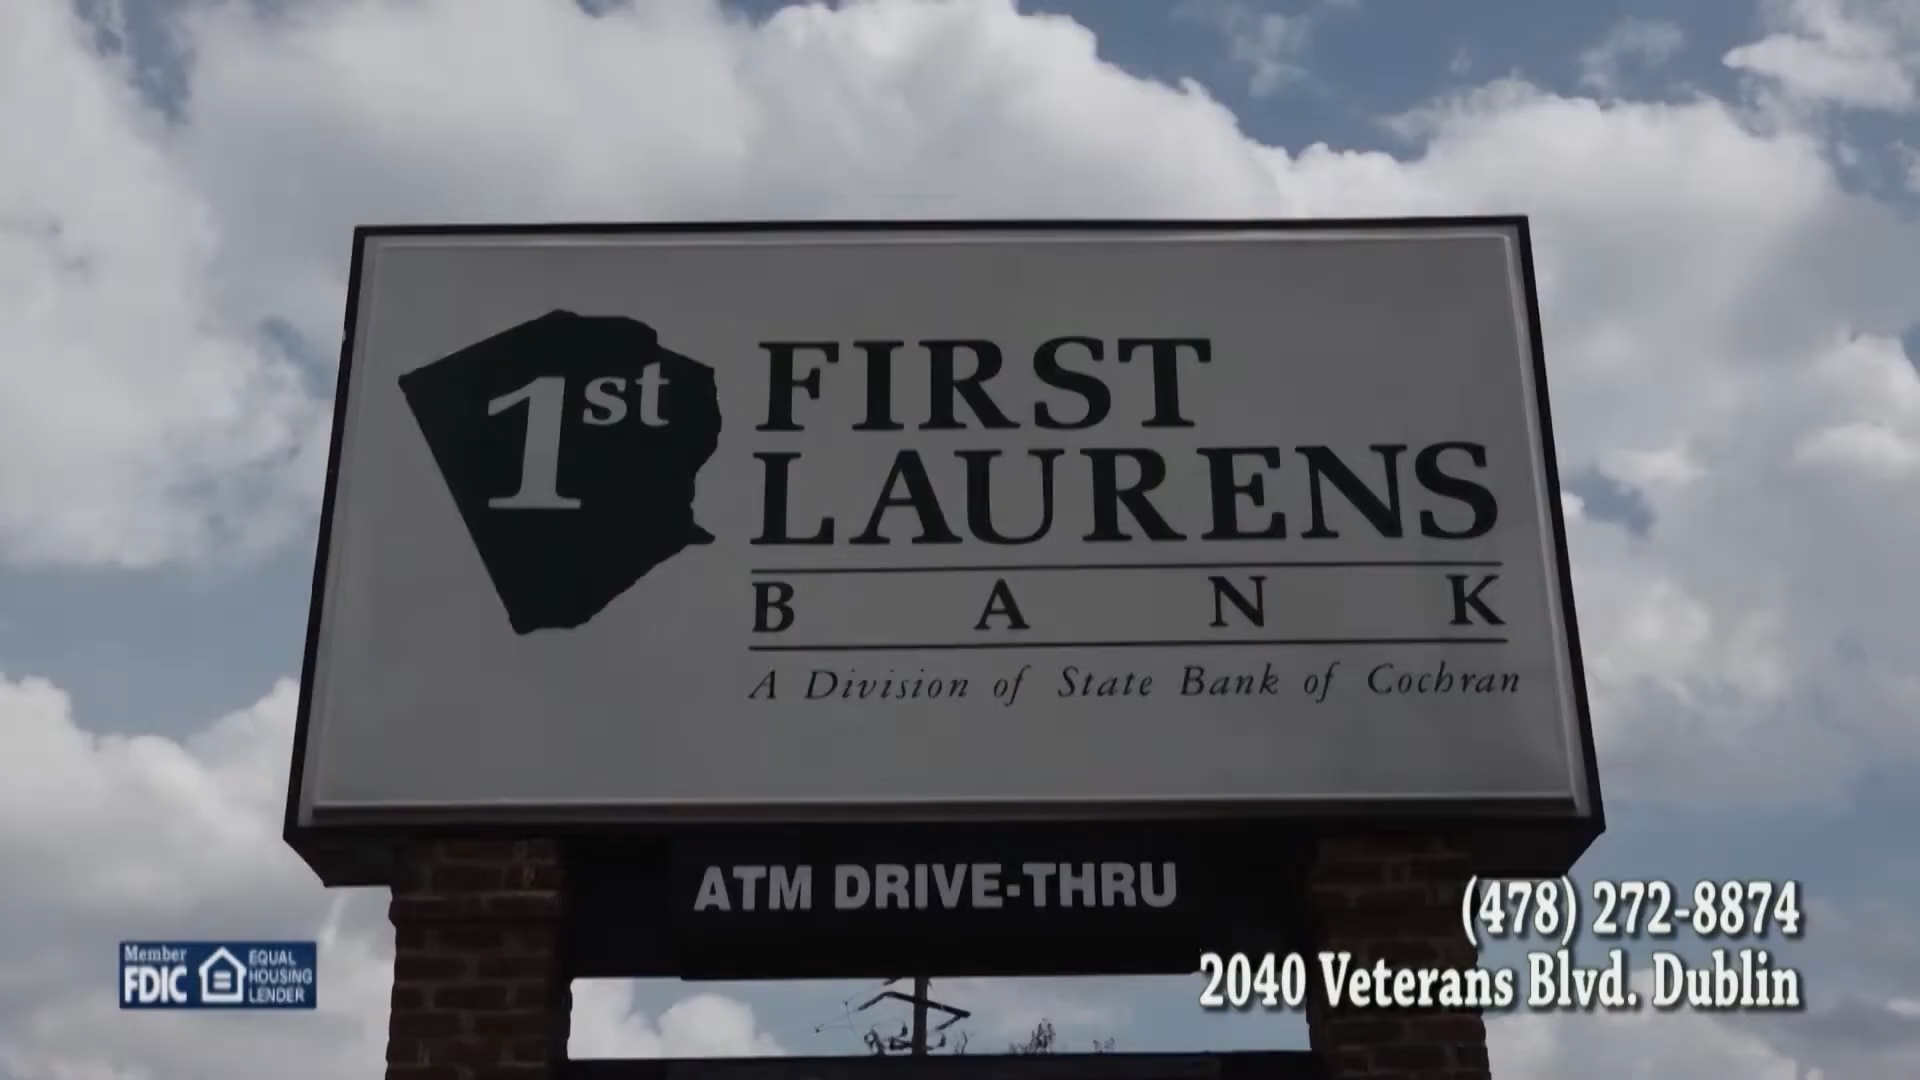 1st
FIRST
LAURENS
BANK
A Division of State Bank of Cochran
ATM DRIVE-THRU
(478) 272-8874
2040 Veterans Blvd. Dublin
Member
FDIC
EQUAL
HOUSING
LENDER